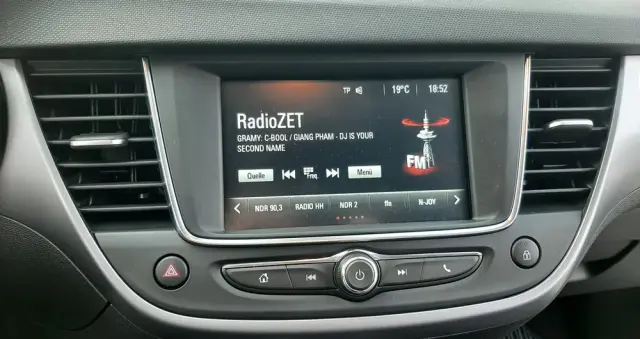 TP 19°C 18:52
RadioZET
GRAMY: C-BOOL / GIANG PHAM - DJ IS YOUR
SECOND NAME
FM
Quelle Freq. Menü
NDR 90,3 RADIO HH NDR 2 ffn N-JOY